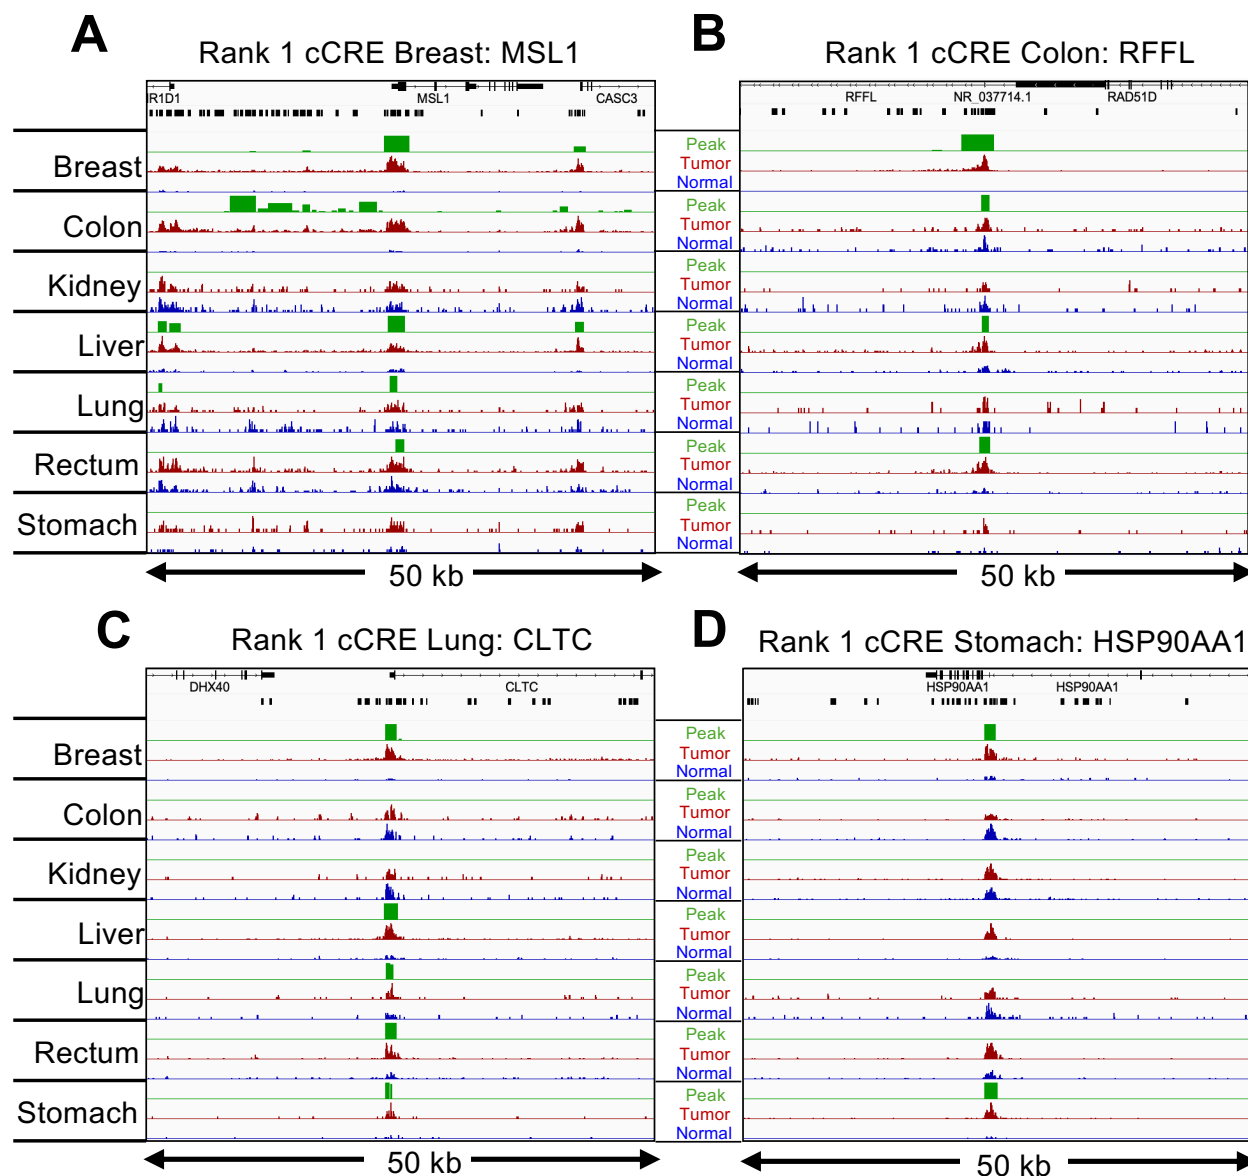 A
Rank 1 cCRE Breast: MSL1
IR1D1
MSL1
CASC3
Breast
Colon
Kidney
Liver
Lung
Rectum
Stomach
50 kb
B
Rank 1 cCRE Colon: RFFL
RFFL
NR_037714.1
RAD51D
Peak
Tumor
Normal
Peak
Tumor
Normal
Peak
Tumor
Normal
Peak
Tumor
Normal
Peak
Tumor
Normal
Peak
Tumor
Normal
Peak
Tumor
Normal
50 kb
C
Rank 1 cCRE Lung: CLTC
DHX40
CLTC
Breast
Colon
Kidney
Liver
Lung
Rectum
Stomach
50 kb
D
Rank 1 cCRE Stomach: HSP90AA1
HSP90AA1
HSP90AA1
Peak
Tumor
Normal
Peak
Tumor
Normal
Peak
Tumor
Normal
Peak
Tumor
Normal
Peak
Tumor
Normal
Peak
Tumor
Normal
Peak
Tumor
Normal
50 kb